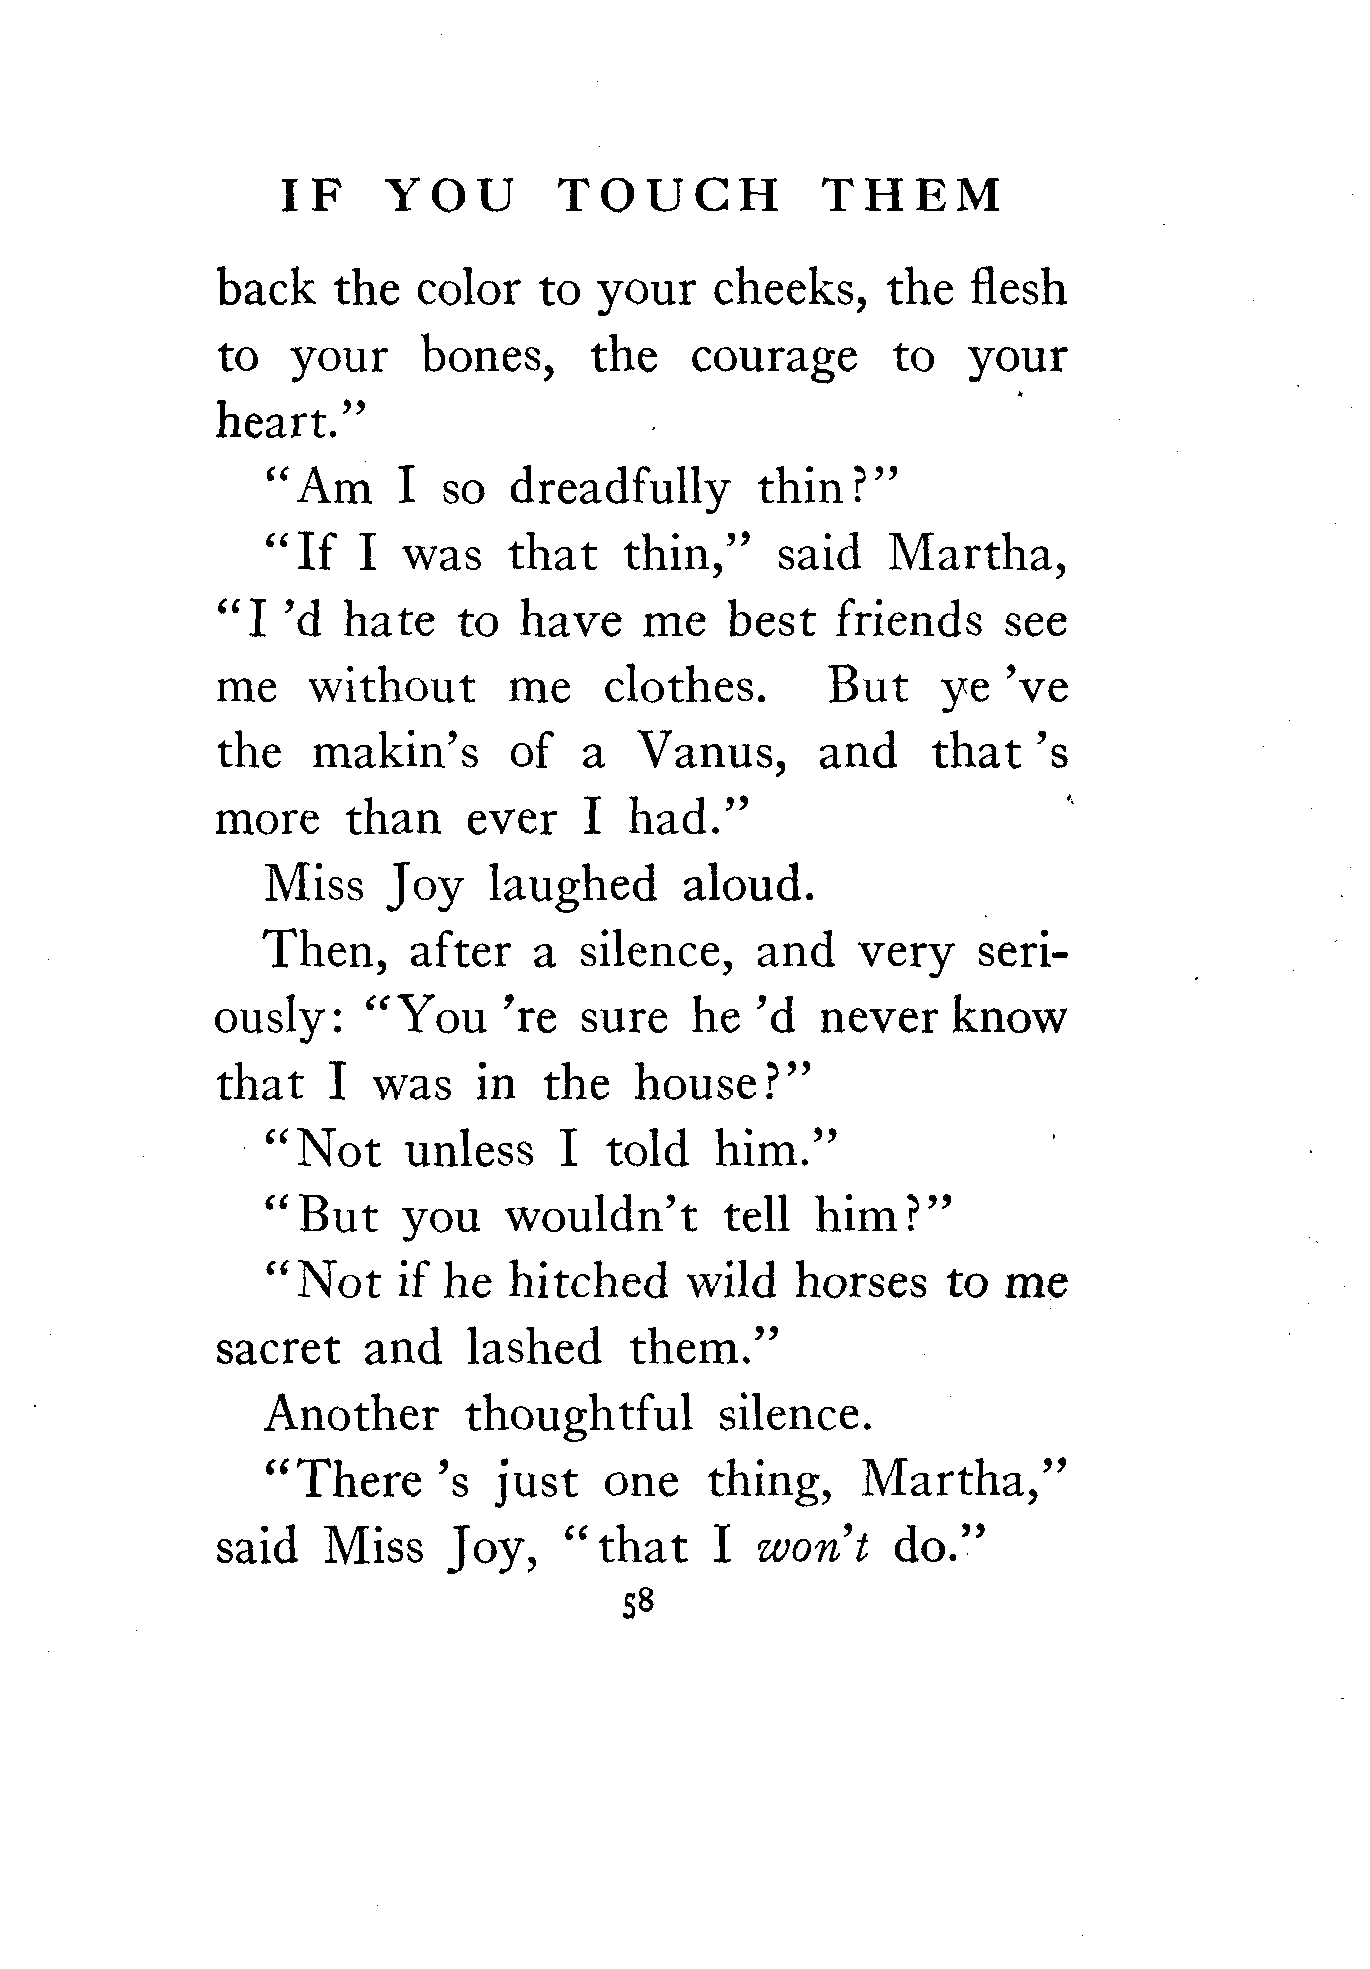 IF YOU TOUCH THEM
back the color to your cheeks, the flesh
to your bones, the courage to your
heart.”
“Am I so dreadfully thin?”
“If I was that thin,” said Martha,
“I ’d hate to have me best friends see
me without me clothes. But ye ’ve
the makin’s of a Vanus, and that ’s
more than ever I had.”
Miss Joy laughed aloud.
Then, after a silence, and very seri-
ously: “You ’re sure he ’d never know
that I was in the house?”
“Not unless I told him.”
“But you wouldn’t tell him?”
“Not if he hitched wild horses to me
sacret and lashed them.”
Another thoughtful silence.
“There ’s just one thing, Martha,”
said Miss Joy, “that I won’t do.”
58